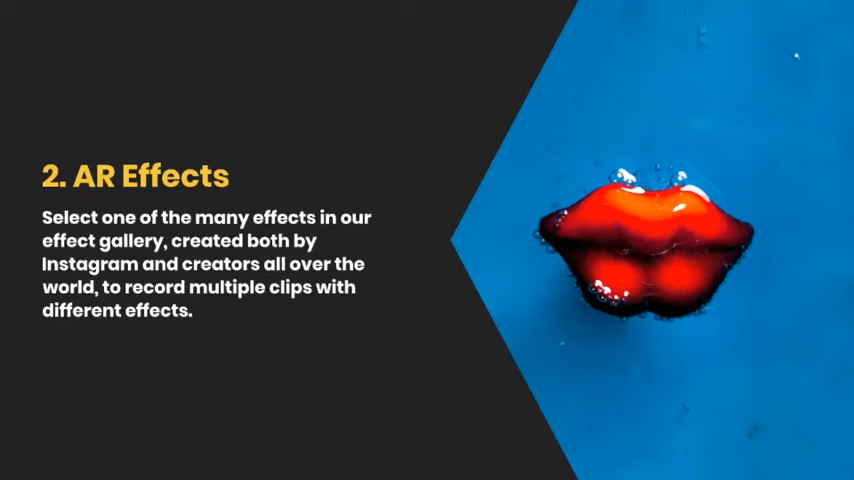 2. AR Effects
Select one of the many effects in our
effect gallery, created both by
Instagram and creators all over the
world, to record multiple clips with
different effects.